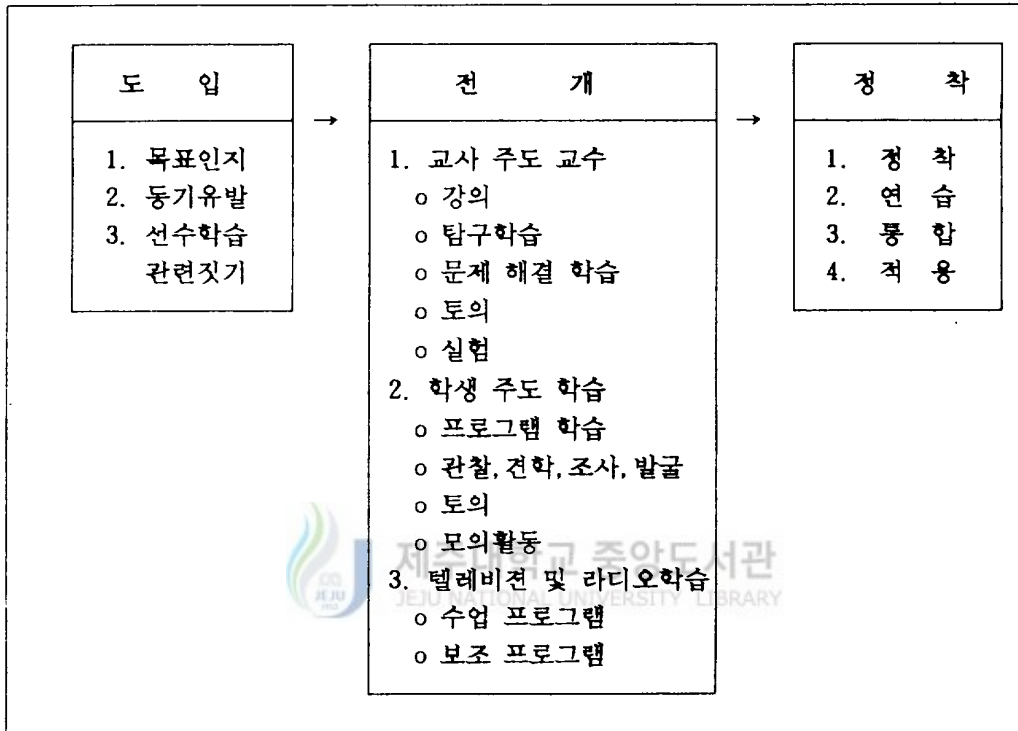 도 입
1. 목표인지
2. 동기유발
3. 선수학습
관련짓기
→
전 개
1. 교사 주도 교수
o 강의
o 탐구학습
o 문제 해결 학습
o 토의
o 실험
2. 학생 주도 학습
o 프로그램 학습
o 관찰, 견학, 조사, 발굴
o 토의
o 모의활동
3. 텔레비젼 및 라디오학습
o 수업 프로그램
o 보조 프로그램
→
정 착
1. 정 착
2. 연 습
3. 통 합
4. 적 용
제주대학교 중앙도서관
JEJU NATIONAL UNIVERSITY LIBRARY
JEJU
1952